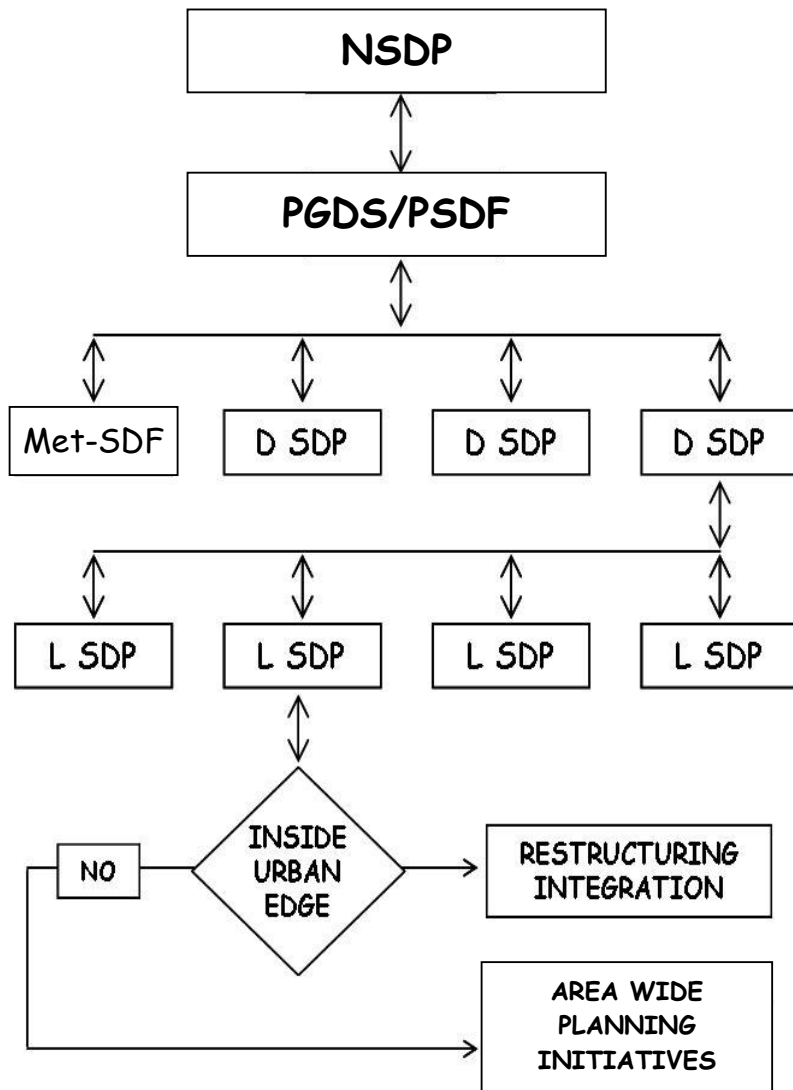 NSDP
PGDS/PSDF
Met-SDF
D SDP
D SDP
D SDP
L SDP
L SDP
L SDP
L SDP
INSIDE
URBAN
EDGE
NO
RESTRUCTURING
INTEGRATION
AREA WIDE
PLANNING
INITIATIVES